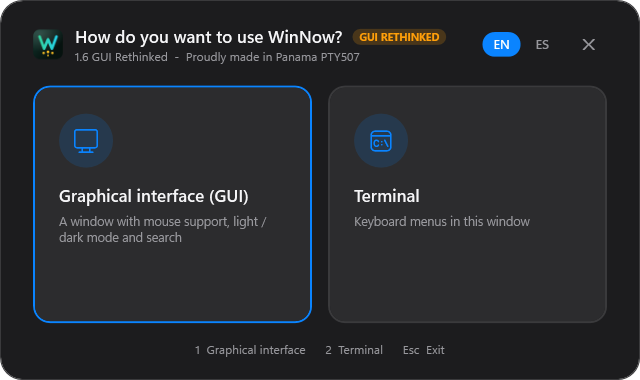 How do you want to use WinNow? GUI RETHINKED
1.6 GUI Rethinked - Proudly made in Panama PTY507
EN ES
Graphical interface (GUI)
A window with mouse support, light /
dark mode and search
C:\
Terminal
Keyboard menus in this window
1 Graphical interface 2 Terminal Esc Exit